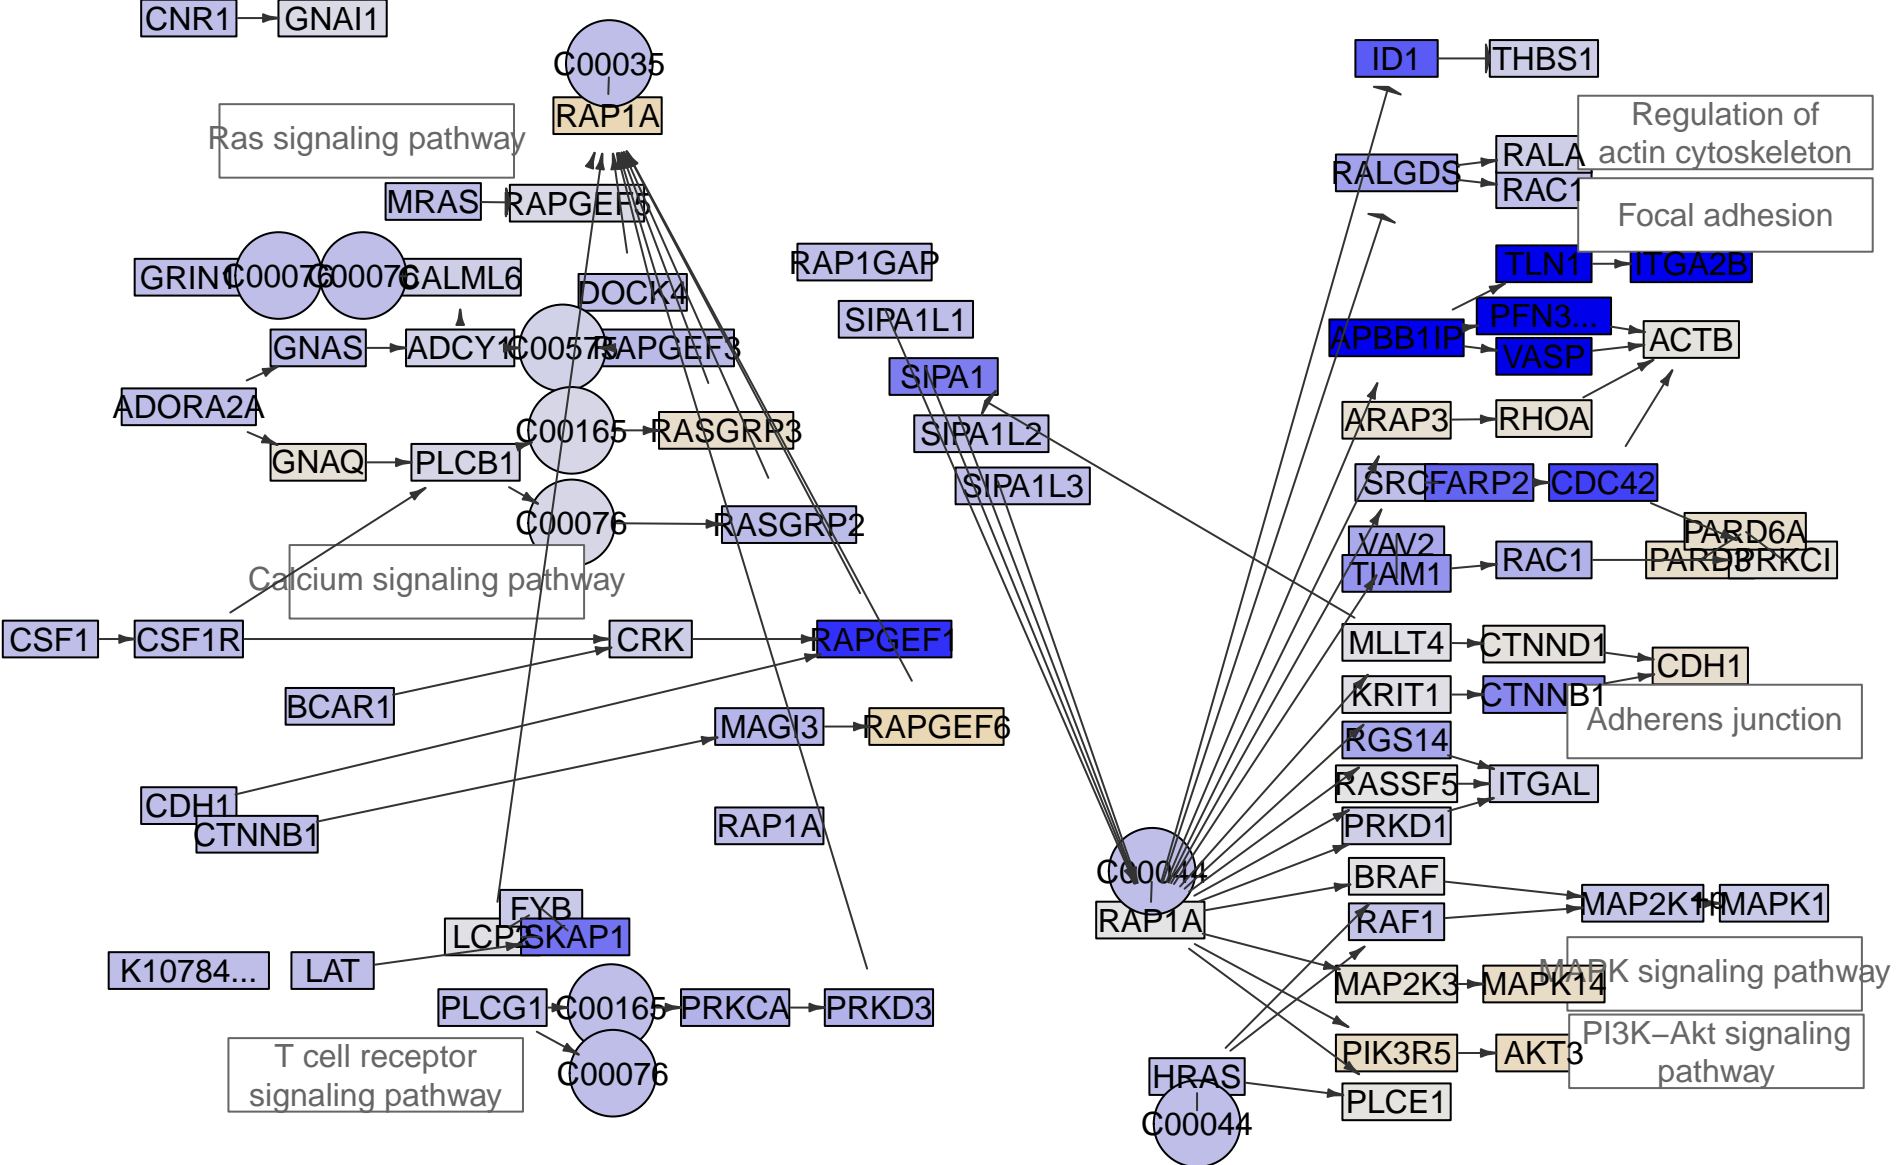 CNR1
GNAI1
C00035
RAP1A
Ras signaling pathway
MRAS
RAPGEF5
GRIN1
C00076
C00076
CALML6
DOCK4
GNAS
ADCY1
C00575
RAPGEF3
ADORA2A
GNAQ
PLCB1
C00165
RASGRP3
C00076
RASGRP2
Calcium signaling pathway
CSF1
CSF1R
CRK
RAPGEF1
BCAR1
MAGI3
RAPGEF6
CDH1
CTNNB1
RAP1A
FYB
LCP2
SKAP1
K10784...
LAT
PLCG1
C00165
PRKCA
PRKD3
C00076
T cell receptor
signaling pathway
RAP1GAP
SIPA1L1
SIPA1
SIPA1L2
SIPA1L3
C00044
RAP1A
HRAS
C00044
ID1
THBS1
Regulation of
actin cytoskeleton
RALGDS
RALA
RAC1
Focal adhesion
TLN1
ITGA2B
APBB1IP
PFN3...
VASP
ACTB
ARAP3
RHOA
SRC
FARP2
CDC42
VAV2
TIAM1
RAC1
PARD6A
PARD3
PRKCI
MLLT4
CTNND1
CDH1
KRIT1
CTNNB1
Adherens junction
RGS14
RASSF5
ITGAL
PRKD1
BRAF
RAF1
MAP2K1
+p
MAPK1
MAP2K3
MAPK14
MAPK signaling pathway
PIK3R5
AKT3
PI3K−Akt signaling
pathway
PLCE1